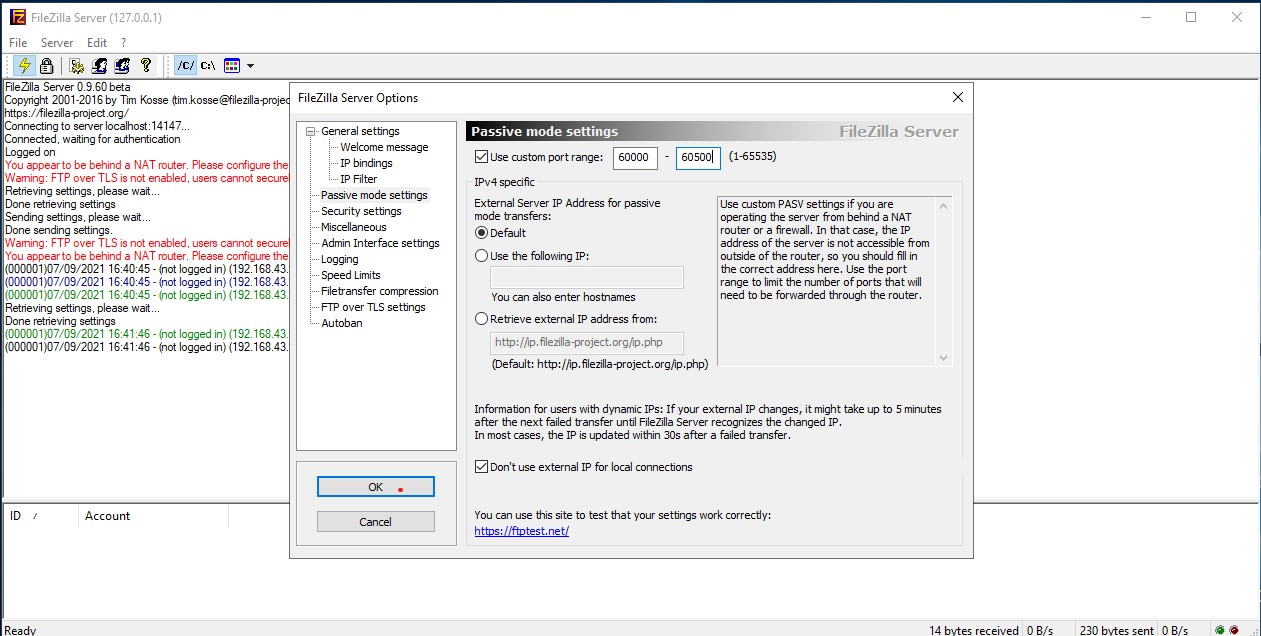 FileZilla Server (127.0.0.1)
File Server Edit ?
/C/ C:\
FileZilla Server 0.9.60 beta
Copyright 2001-2016 by Tim Kosse (tim.kosse@filezilla-projec
https://filezilla-project.org/
Connecting to server localhost:14147...
Connected, waiting for authentication
Logged on
You appear to be behind a NAT router. Please configure the
Warning: FTP over TLS is not enabled, users cannot secure
Retrieving settings, please wait...
Done retrieving settings
Sending settings, please wait...
Done sending settings.
Warning: FTP over TLS is not enabled, users cannot secure
You appear to be behind a NAT router. Please configure the
(000001)07/09/2021 16:40:45 - (not logged in) (192.168.43.
(000001)07/09/2021 16:40:45 - (not logged in) (192.168.43.
(000001)07/09/2021 16:40:45 - (not logged in) (192.168.43.
Retrieving settings, please wait...
Done retrieving settings
(000001)07/09/2021 16:41:46 - (not logged in) (192.168.43.
(000001)07/09/2021 16:41:46 - (not logged in) (192.168.43.
FileZilla Server Options
General settings
Welcome message
IP bindings
IP Filter
Passive mode settings
Security settings
Miscellaneous
Admin Interface settings
Logging
Speed Limits
Filetransfer compression
FTP over TLS settings
Autoban
OK
Cancel
Passive mode settings FileZilla Server
Use custom port range: 60000 - 60500 (1-65535)
IPv4 specific
External Server IP Address for passive
mode transfers:
Default
Use the following IP:
You can also enter hostnames
Retrieve external IP address from:
http://ip.filezilla-project.org/ip.php
(Default: http://ip.filezilla-project.org/ip.php)
Use custom PASV settings if you are
operating the server from behind a NAT
router or a firewall. In that case, the IP
address of the server is not accessible from
outside of the router, so you should fill in
the correct address here. Use the port
range to limit the number of ports that will
need to be forwarded through the router.
Information for users with dynamic IPs: If your external IP changes, it might take up to 5 minutes
after the next failed transfer until FileZilla Server recognizes the changed IP.
In most cases, the IP is updated within 30s after a failed transfer.
Don't use external IP for local connections
You can use this site to test that your settings work correctly:
https://ftptest.net/
ID / Account
Ready 14 bytes received 0 B/s 230 bytes sent 0 B/s